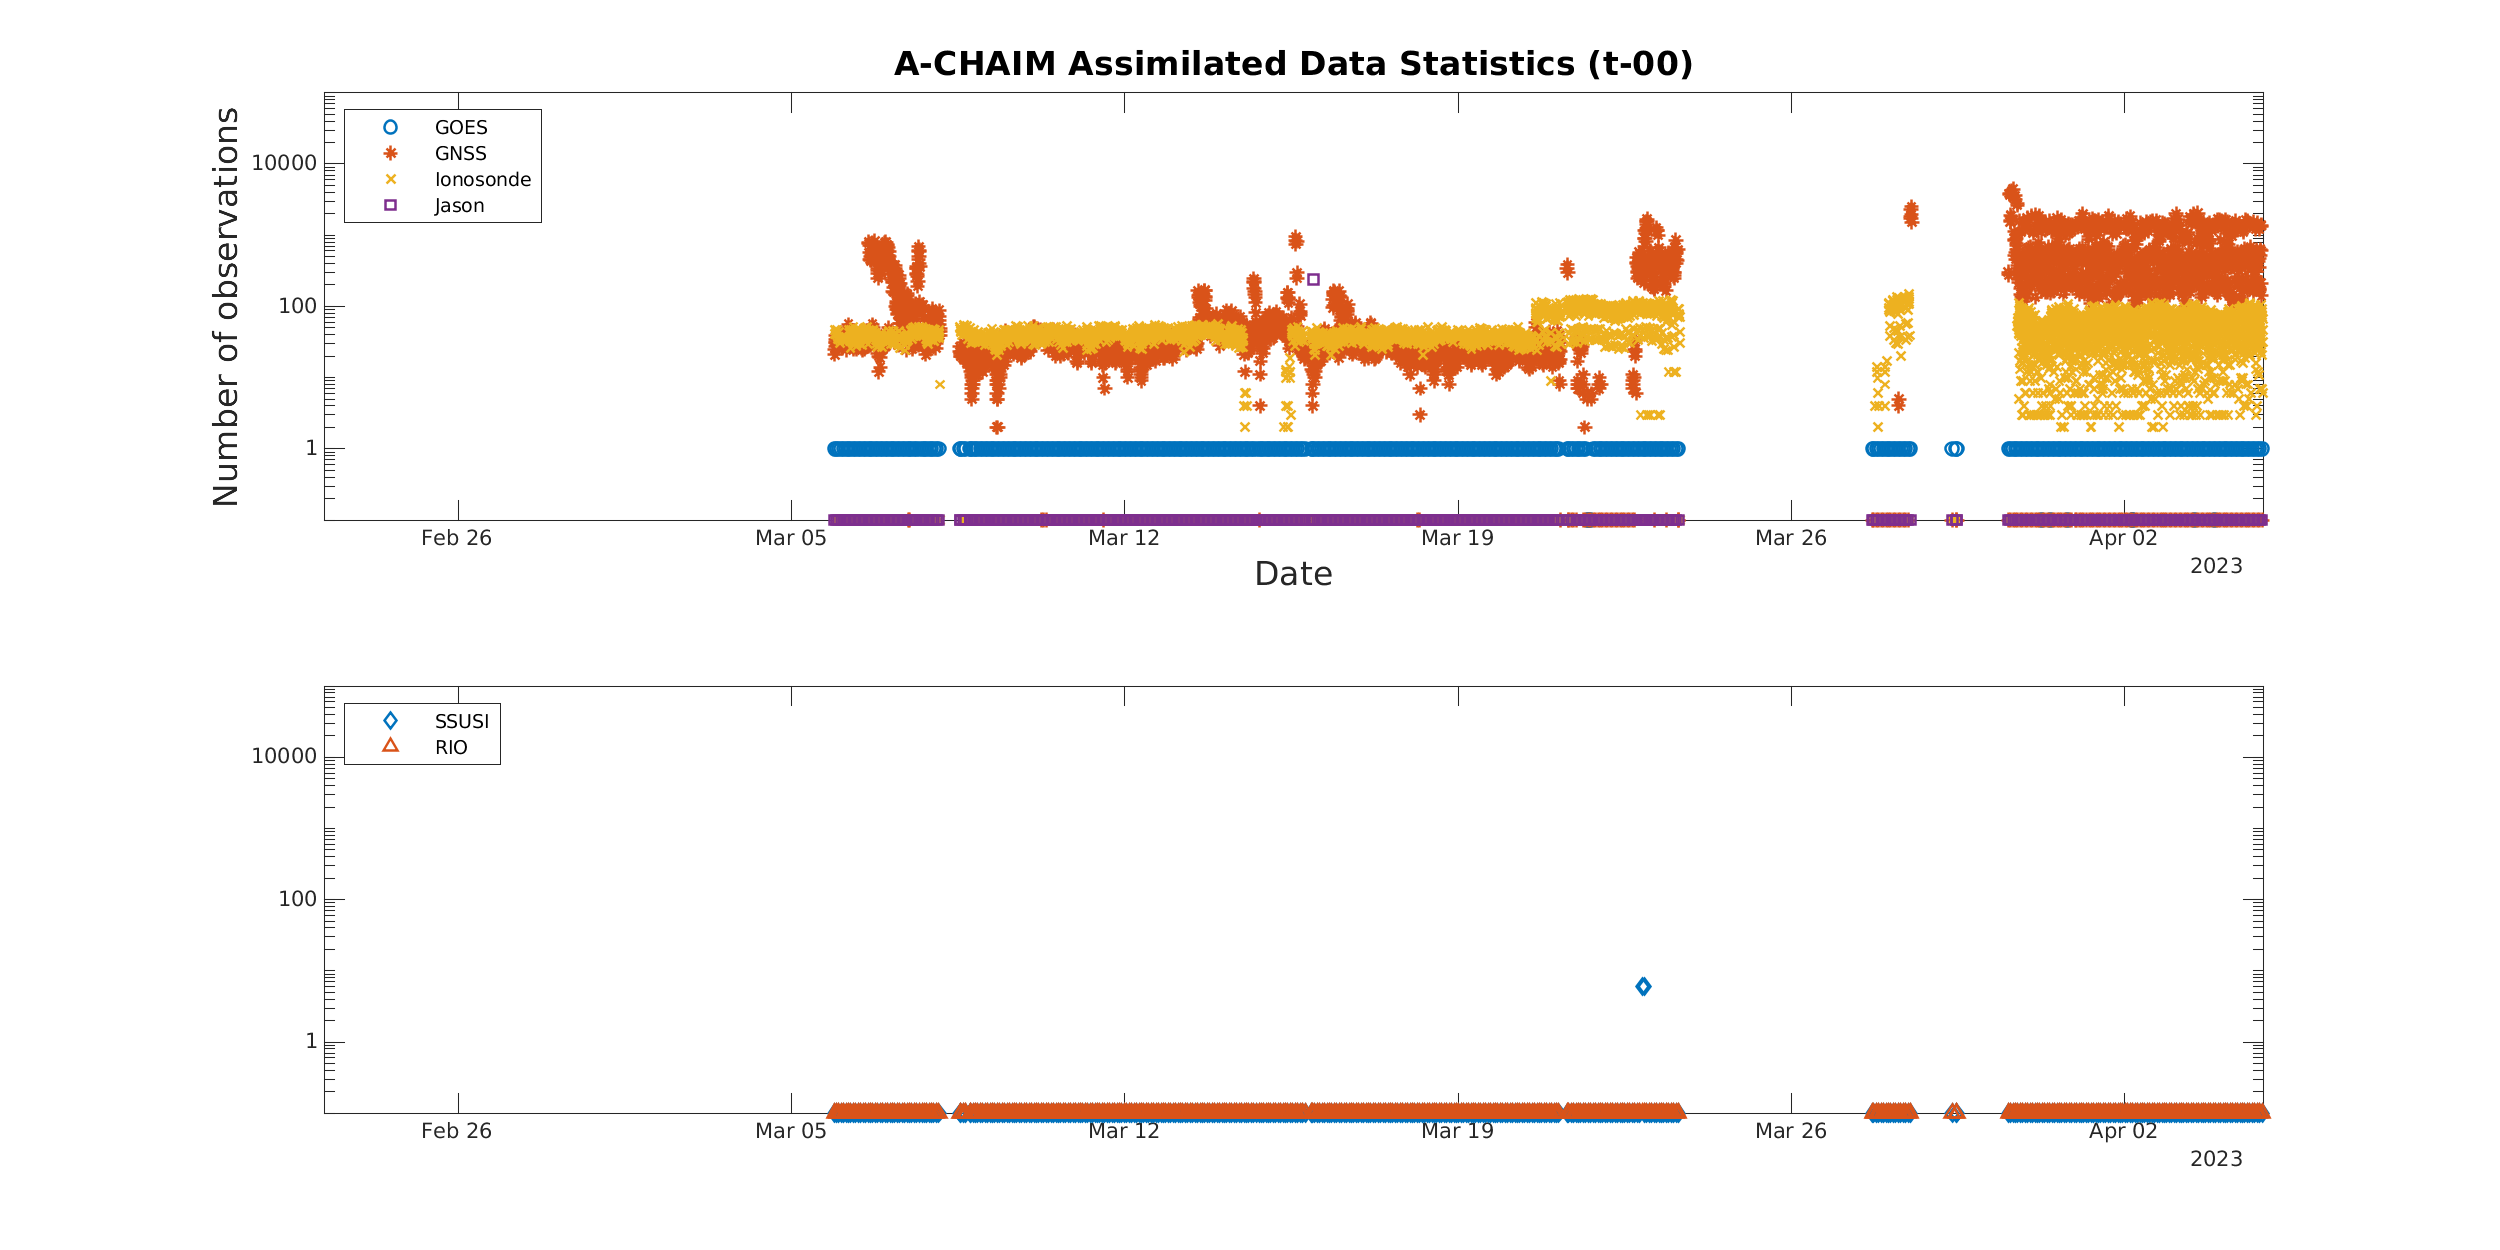 A-CHAIM Assimilated Data Statistics (t-00)
Number of observations
10000
100
1
GOES
GNSS
Ionosonde
Jason
Feb 26 Mar 05 Mar 12 Mar 19 Mar 26 Apr 02
2023
Date
10000
100
1
SSUSI
RIO
Feb 26 Mar 05 Mar 12 Mar 19 Mar 26 Apr 02
2023